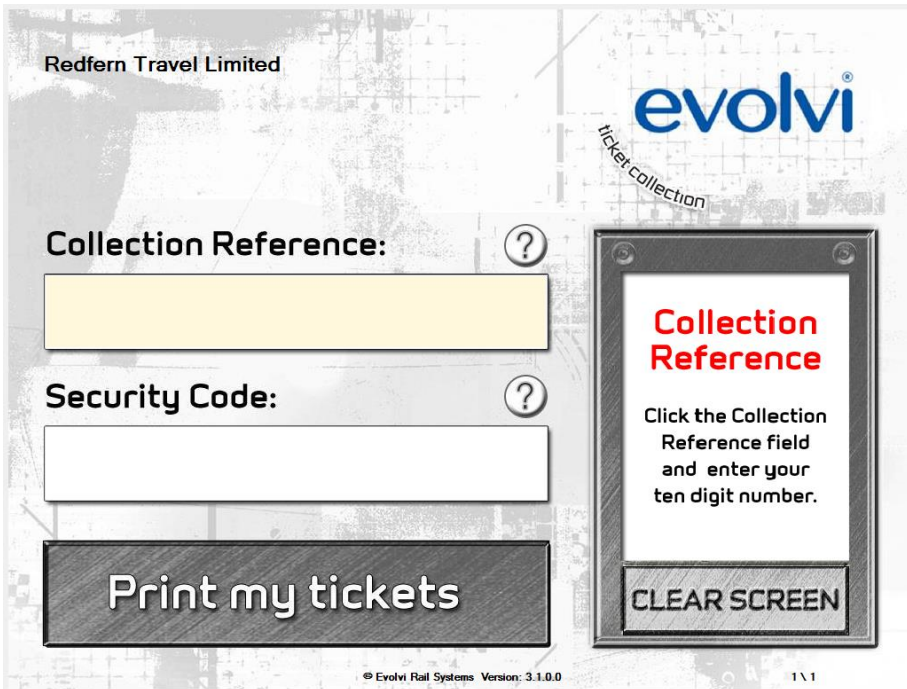 Redfern Travel Limited
evolvi®
ticket collection
Collection Reference:
?
Security Code:
?
Print my tickets
Collection
Reference
Click the Collection
Reference field
and enter your
ten digit number.
CLEAR SCREEN
© Evolvi Rail Systems Version: 3.1.0.0
1 \ 1